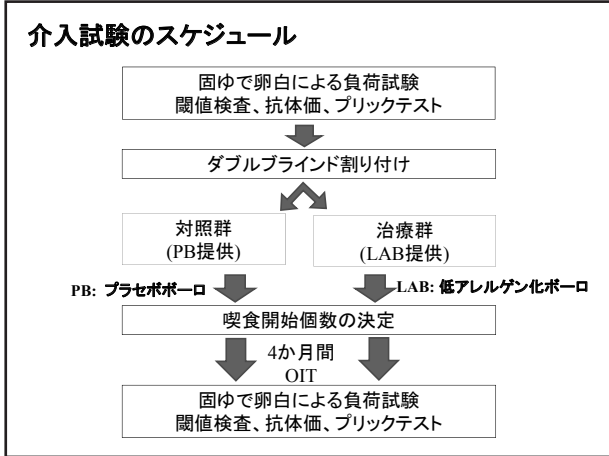 介入試験のスケジュール
固ゆで卵白による負荷試験
閾値検査、抗体価、プリックテスト
ダブルブラインド割り付け
対照群
(PB提供)
治療群
(LAB提供)
PB: プラセボボーロ
LAB: 低アレルゲン化ボーロ
喫食開始個数の決定
4か月間
OIT
固ゆで卵白による負荷試験
閾値検査、抗体価、プリックテスト